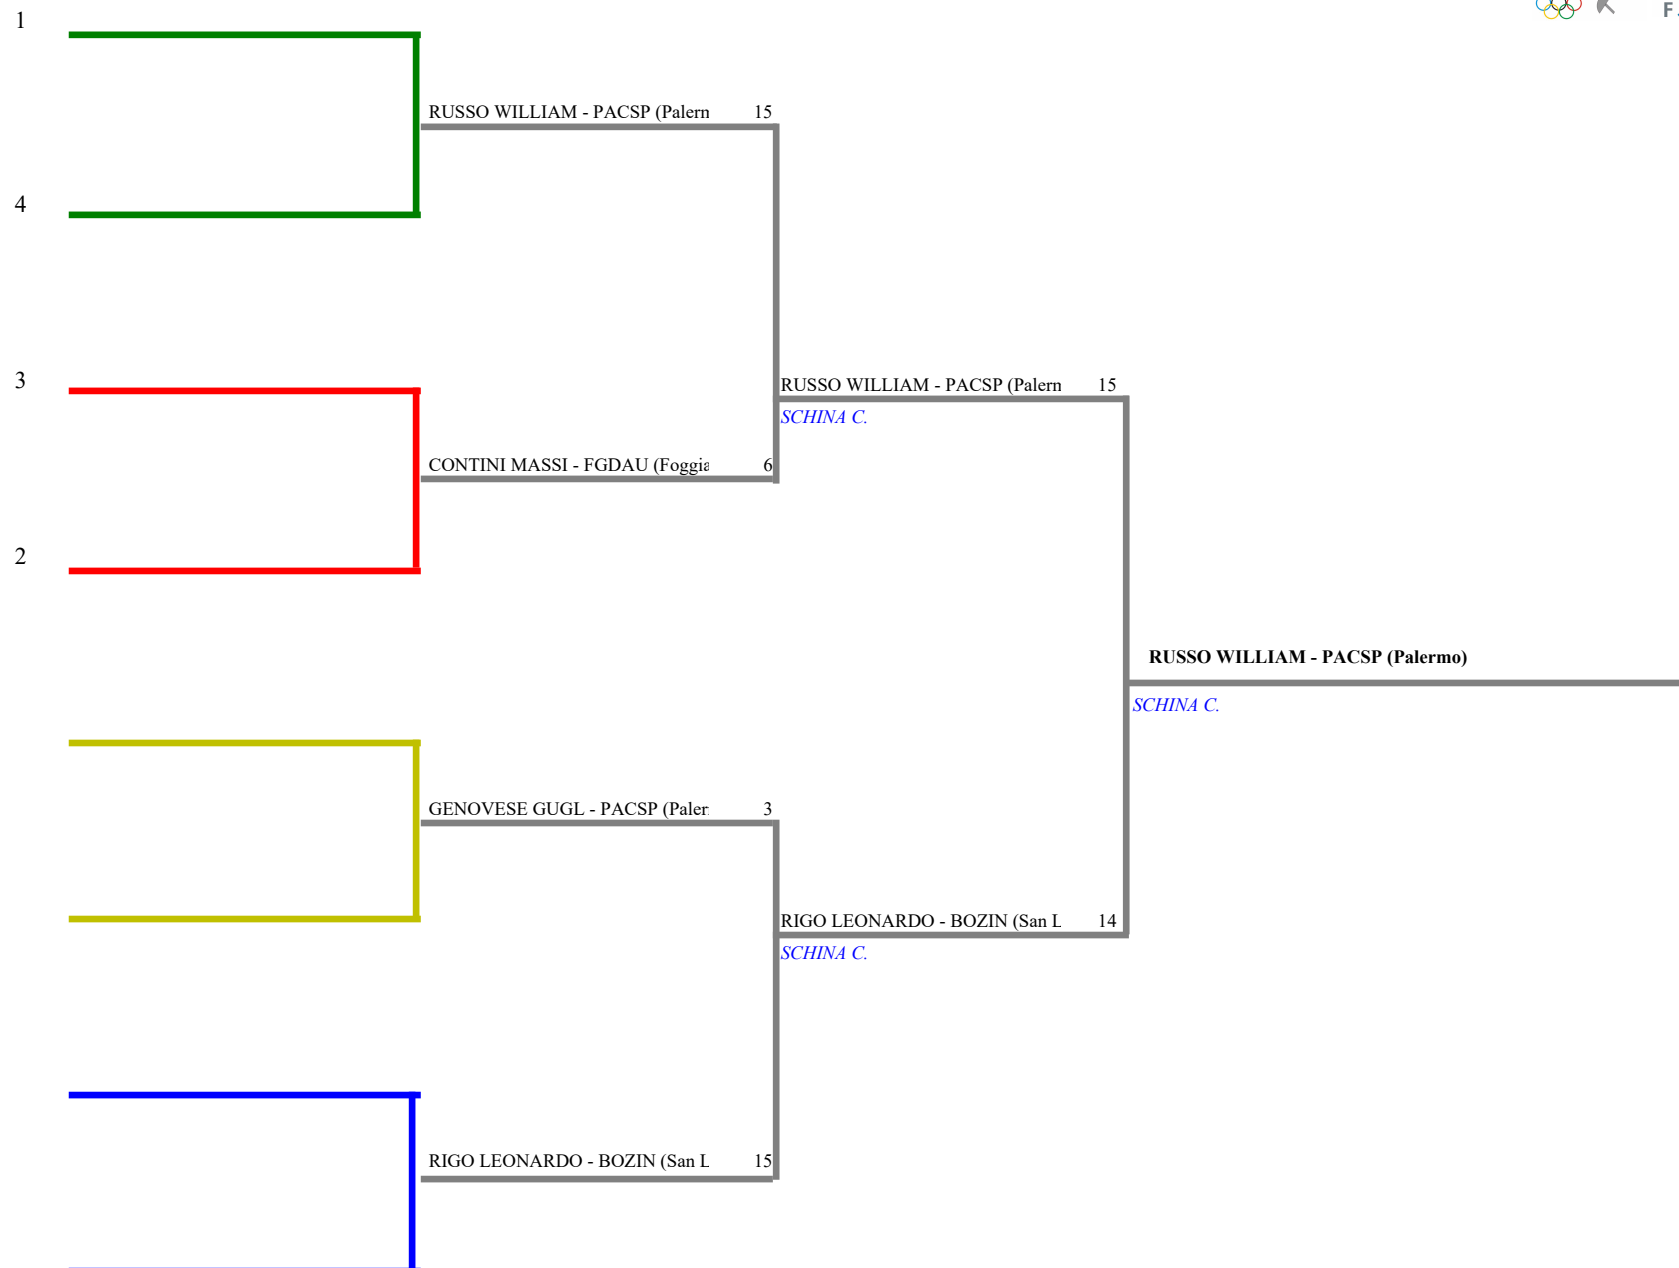 1
RUSSO WILLIAM - PACSP (Palern 15
4
3
RUSSO WILLIAM - PACSP (Palern 15
SCHINA C.
CONTINI MASSI - FGDAU (Foggia 6
2
RUSSO WILLIAM - PACSP (Palermo)
SCHINA C.
GENOVESE GUGL - PACSP (Paler 3
RIGO LEONARDO - BOZIN (San L 14
SCHINA C.
RIGO LEONARDO - BOZIN (San L 15